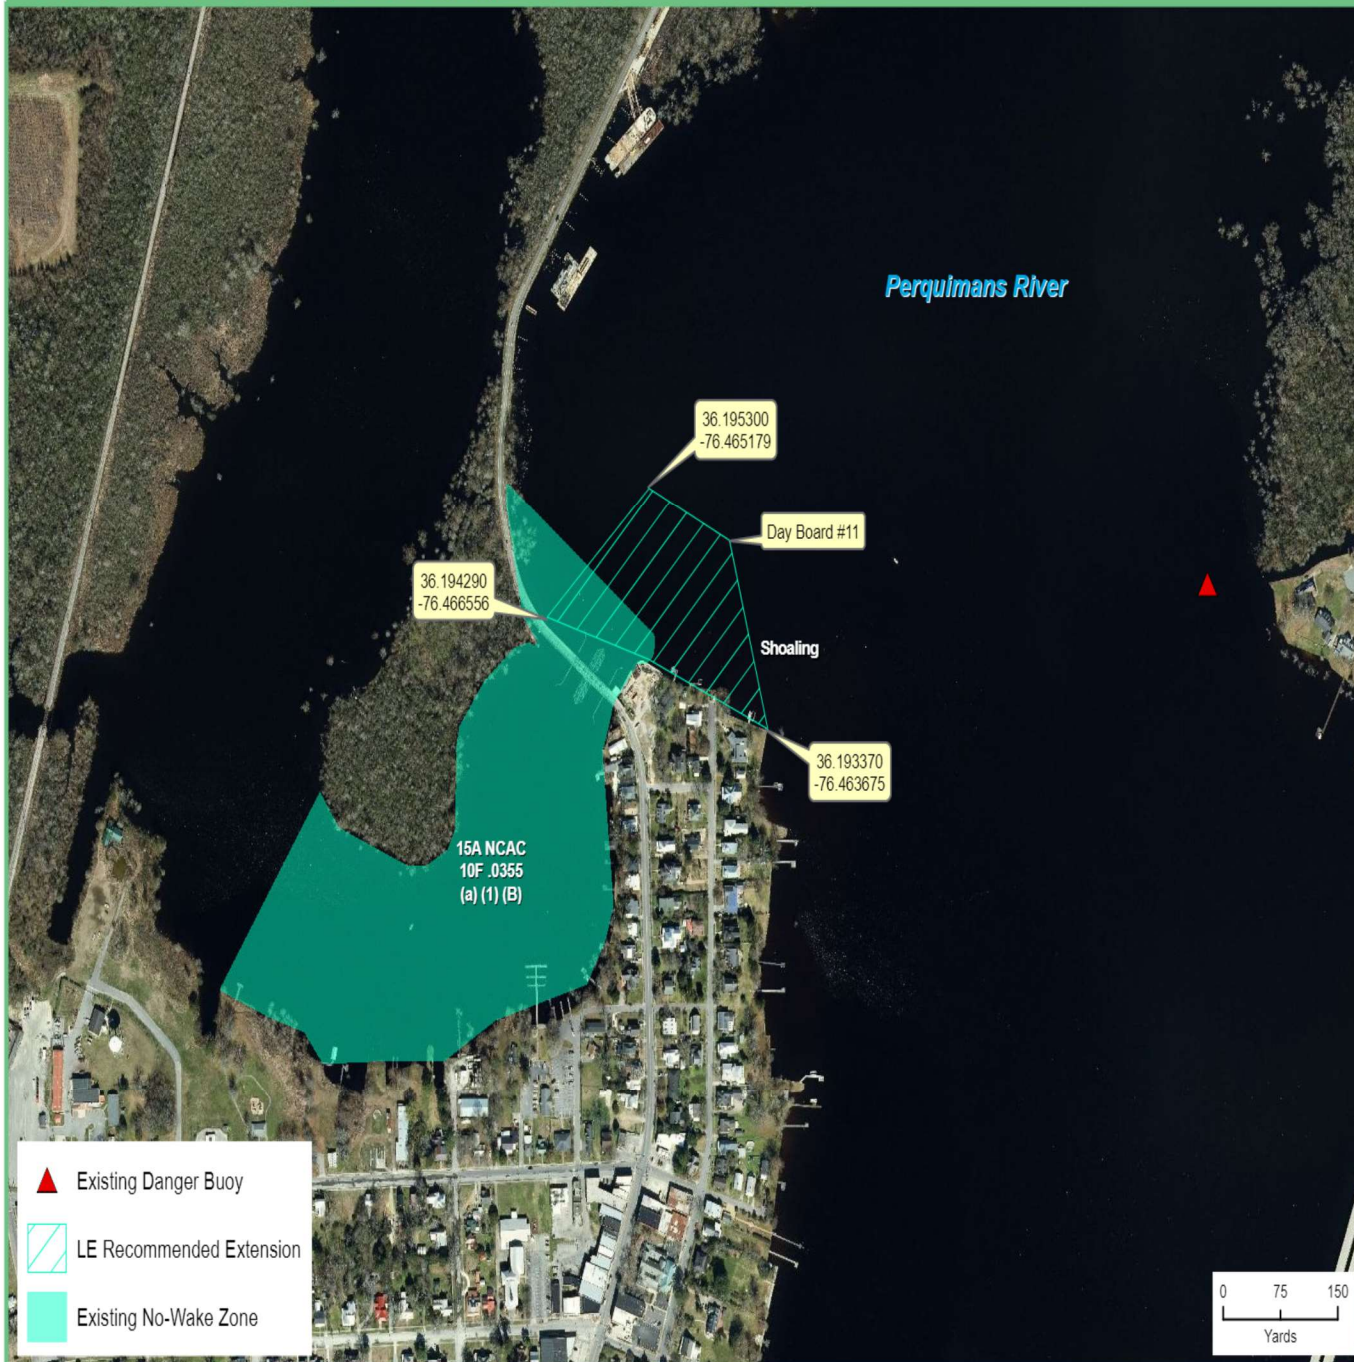 Perquimans River
36.195300
-76.465179
Day Board #11
36.194290
-76.466556
Shoaling
36.193370
-76.463675
15A NCAC
10F .0355
(a) (1) (B)
Existing Danger Buoy
LE Recommended Extension
Existing No-Wake Zone
0 75 150
Yards